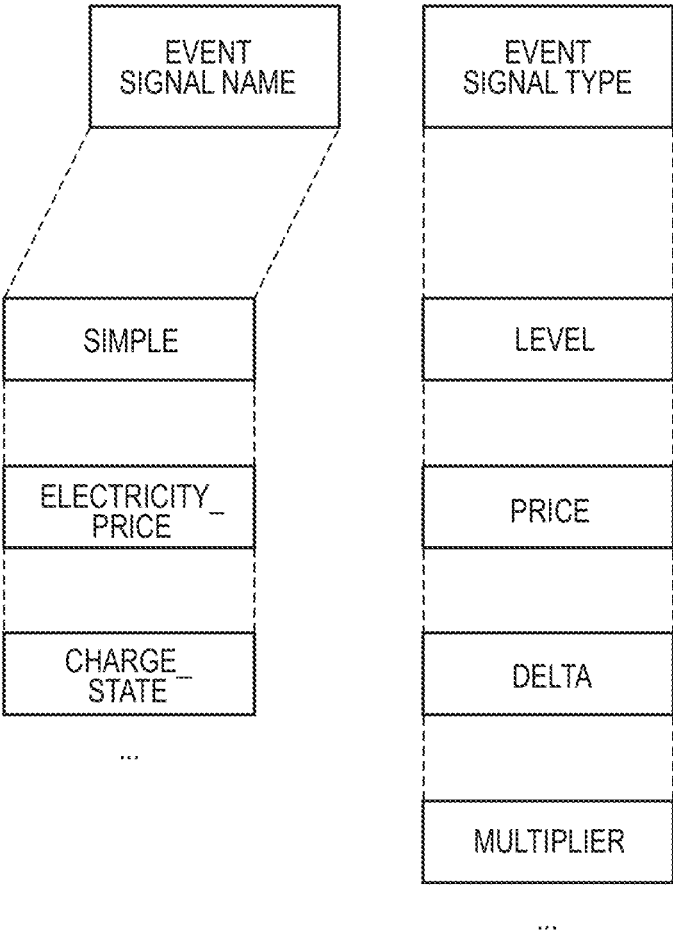 EVENT
SIGNAL NAME
EVENT
SIGNAL TYPE
SIMPLE
LEVEL
ELECTRICITY_
PRICE
PRICE
CHARGE_
STATE
DELTA
...
MULTIPLIER
...